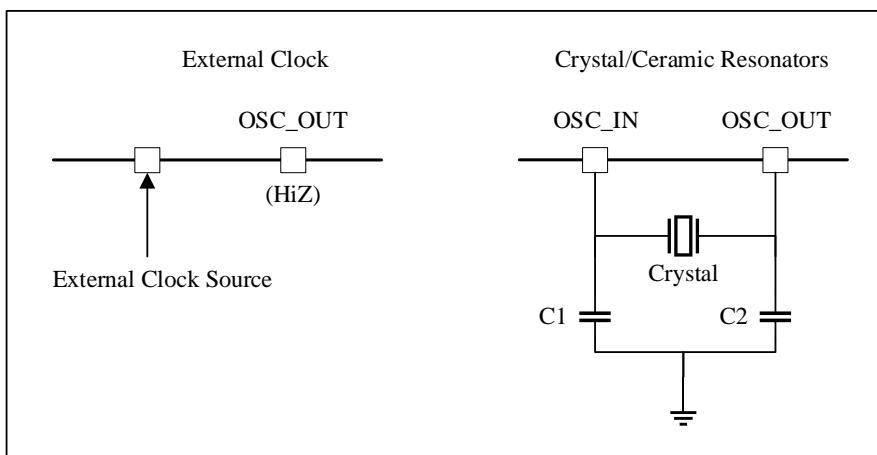 External Clock
OSC_OUT
(HiZ)
External Clock Source
Crystal/Ceramic Resonators
OSC_IN OSC_OUT
Crystal
C1 C2